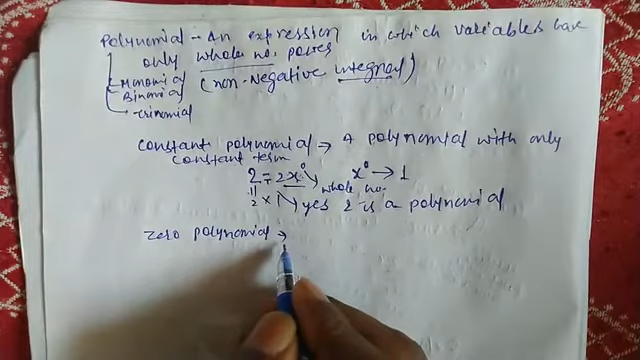 Polynomial - An expression in which variables have
only whole no. powers
Monomial (non-Negative integral)
Binomial
Trinomial
constant polynomial → A polynomial with only
constant term
2 = 2x⁰ x⁰ → 1
whole no.
2 × 1 yes 2 is a polynomial
Zero polynomial →